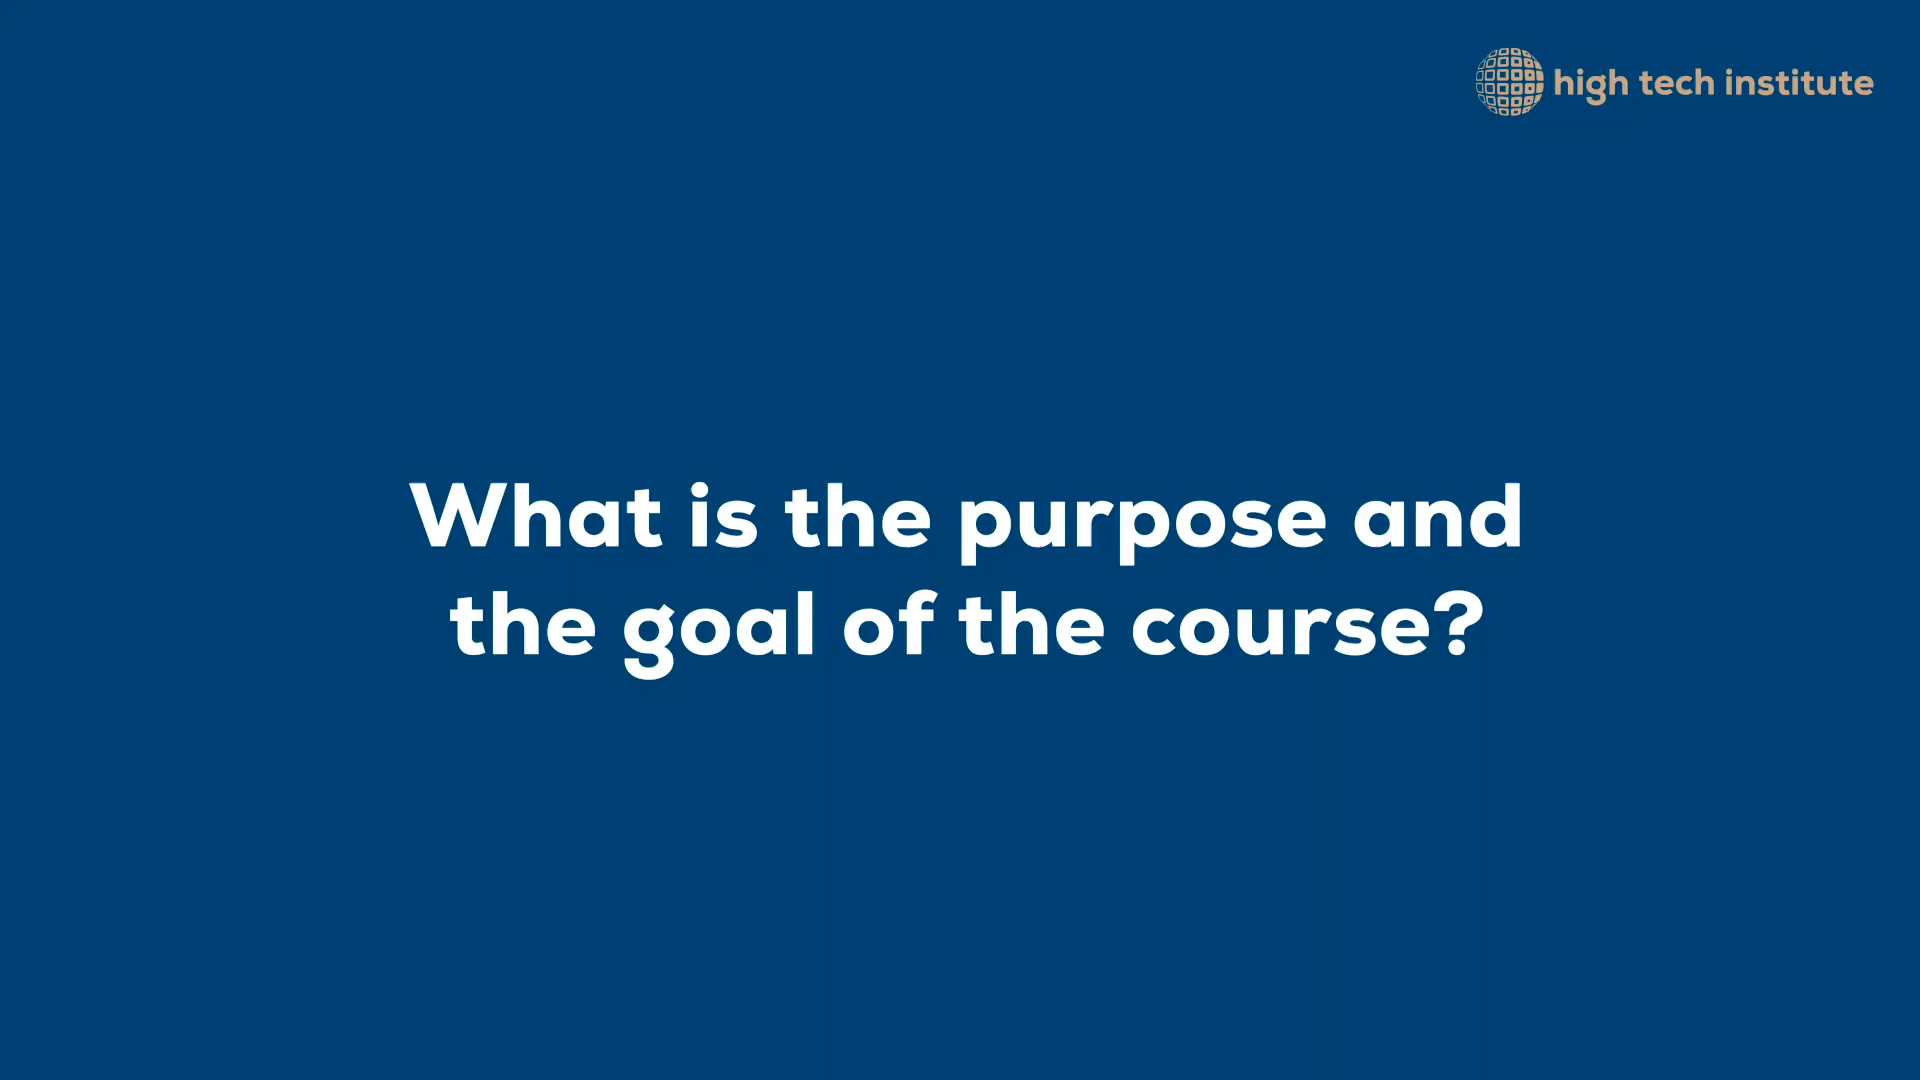 high tech institute
What is the purpose and
the goal of the course?